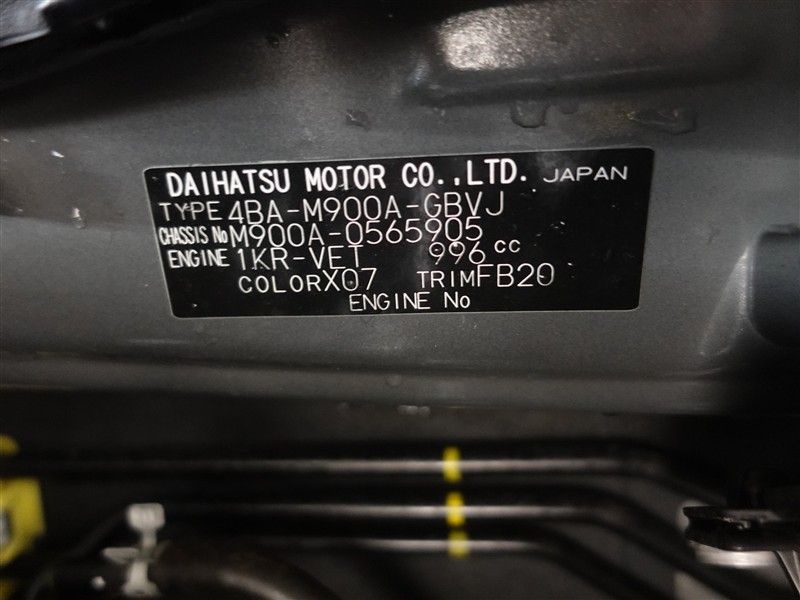 DAIHATSU MOTOR CO.,LTD. JAPAN
TYPE 4BA-M900A-GBVJ
CHASSIS No M900A-0565905
ENGINE 1KR-VET 996 cc
COLOR X07 TRIM FB20
ENGINE No